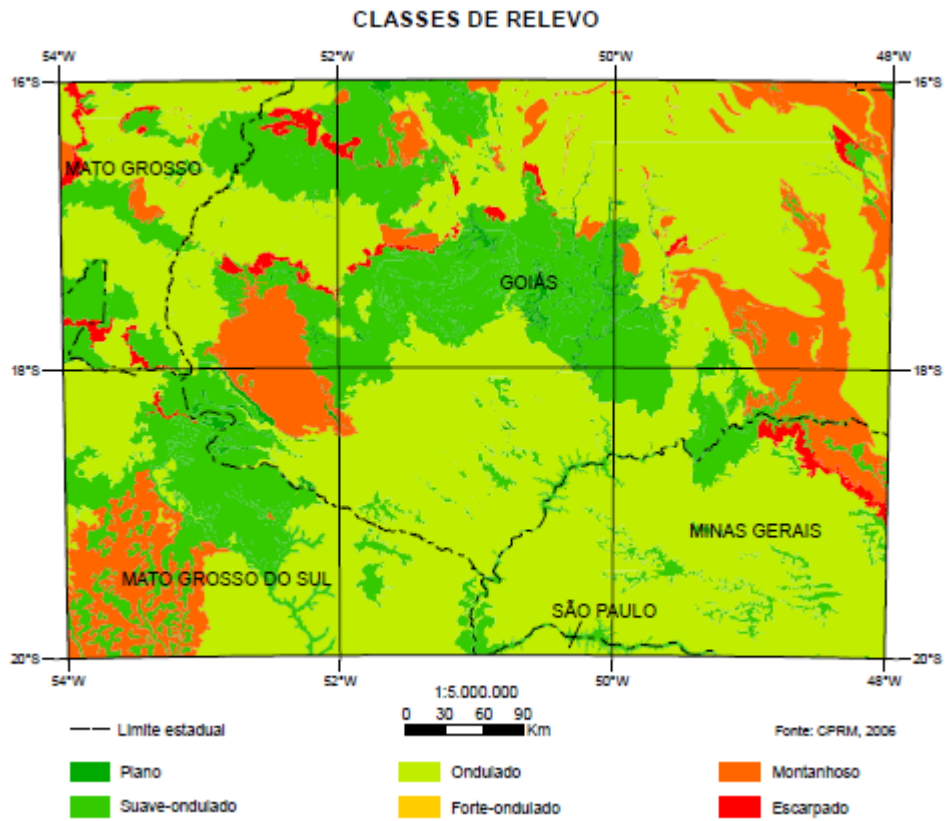 CLASSES DE RELEVO
54°W 52°W 50°W 48°W
16°S 16°S
MATO GROSSO
GOIÁS
18°S 18°S
MINAS GERAIS
MATO GROSSO DO SUL
SÃO PAULO
20°S 20°S
54°W 52°W 50°W 48°W
1:5.000.000
0 30 60 90
Km
Limite estadual
Fonte: CPRM, 2006
Plano Ondulado Montanhoso
Suave-ondulado Forte-ondulado Escarpado